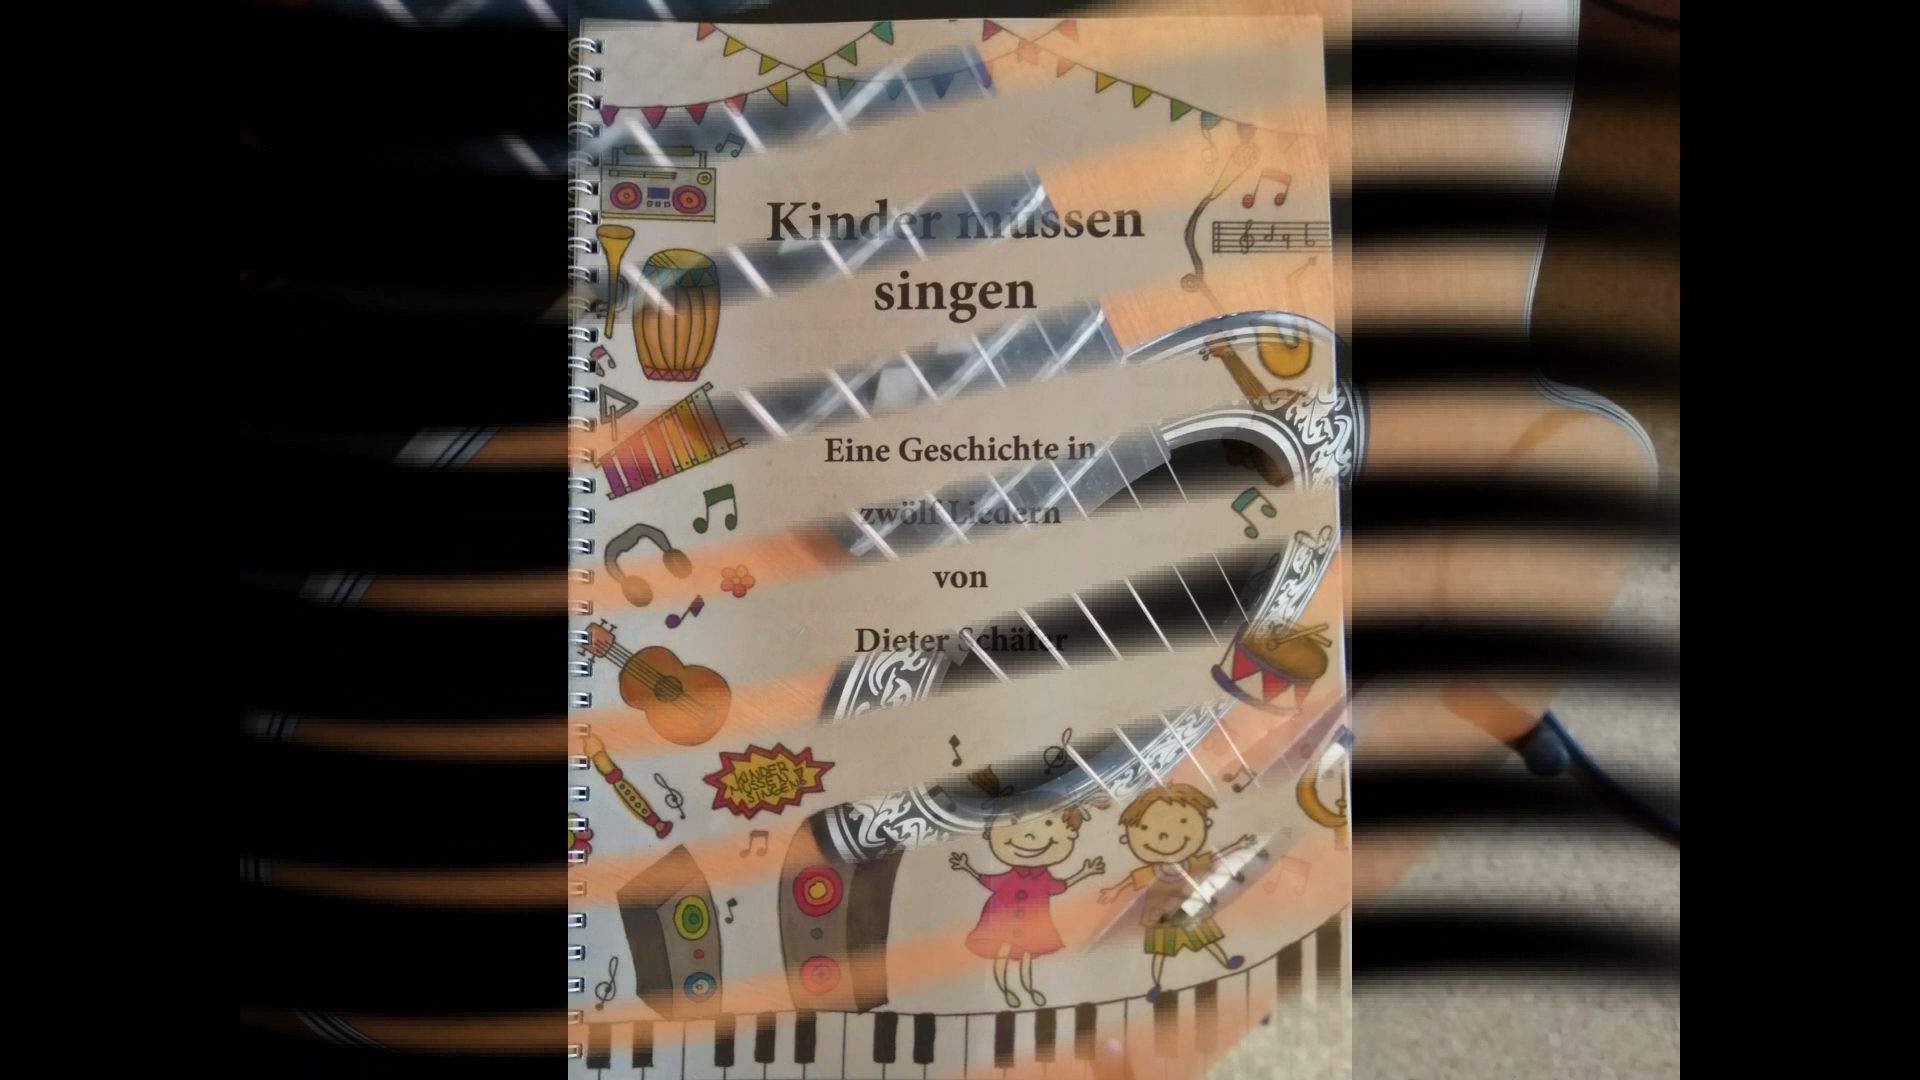 Kinder müssen
singen
Eine Geschichte in
zwölf Liedern
von
Dieter Schäfer
KINDER
MÜSSEN
SINGEN